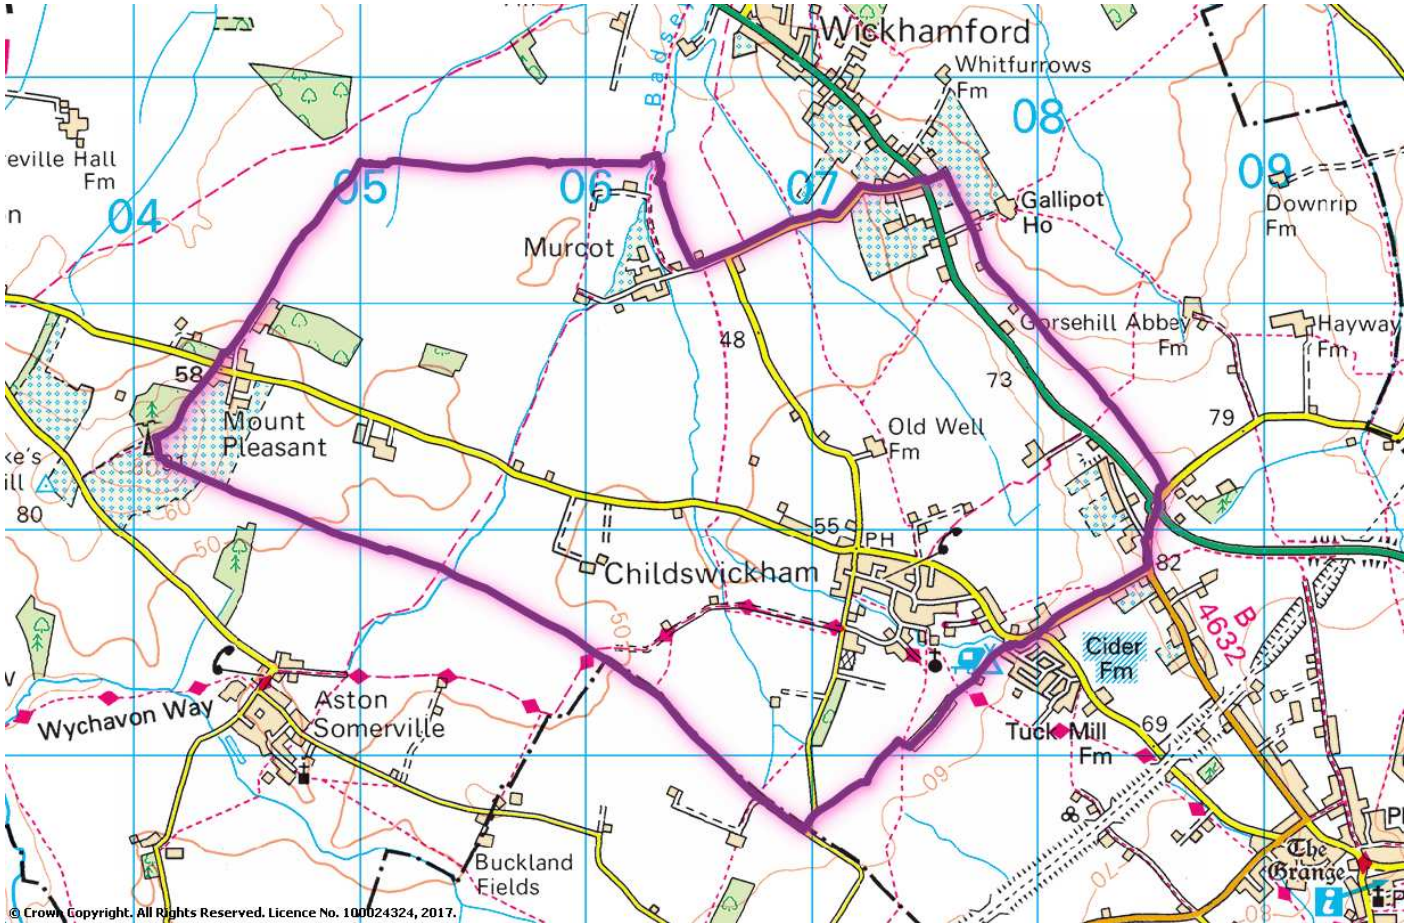 Wickhamford
Whitfurrows
Fm
Badse
08
eville Hall
Fm
05
06
07
09
04
n
Gallipot
Ho
Downrip
Fm
Murcot
Gorsehill Abbey
Fm
Hayway
Fm
48
58
73
79
Mount
Pleasant
Old Well
Fm
ke's
ill
80
60
50
55
PH
Childswickham
82
B
4632
50
Cider
Fm
Wychavon Way
Aston
Somerville
Tuck Mill
Fm
69
60
Buckland
Fields
70
The
Grange
i
© Crown Copyright. All Rights Reserved. Licence No. 100024324, 2017.